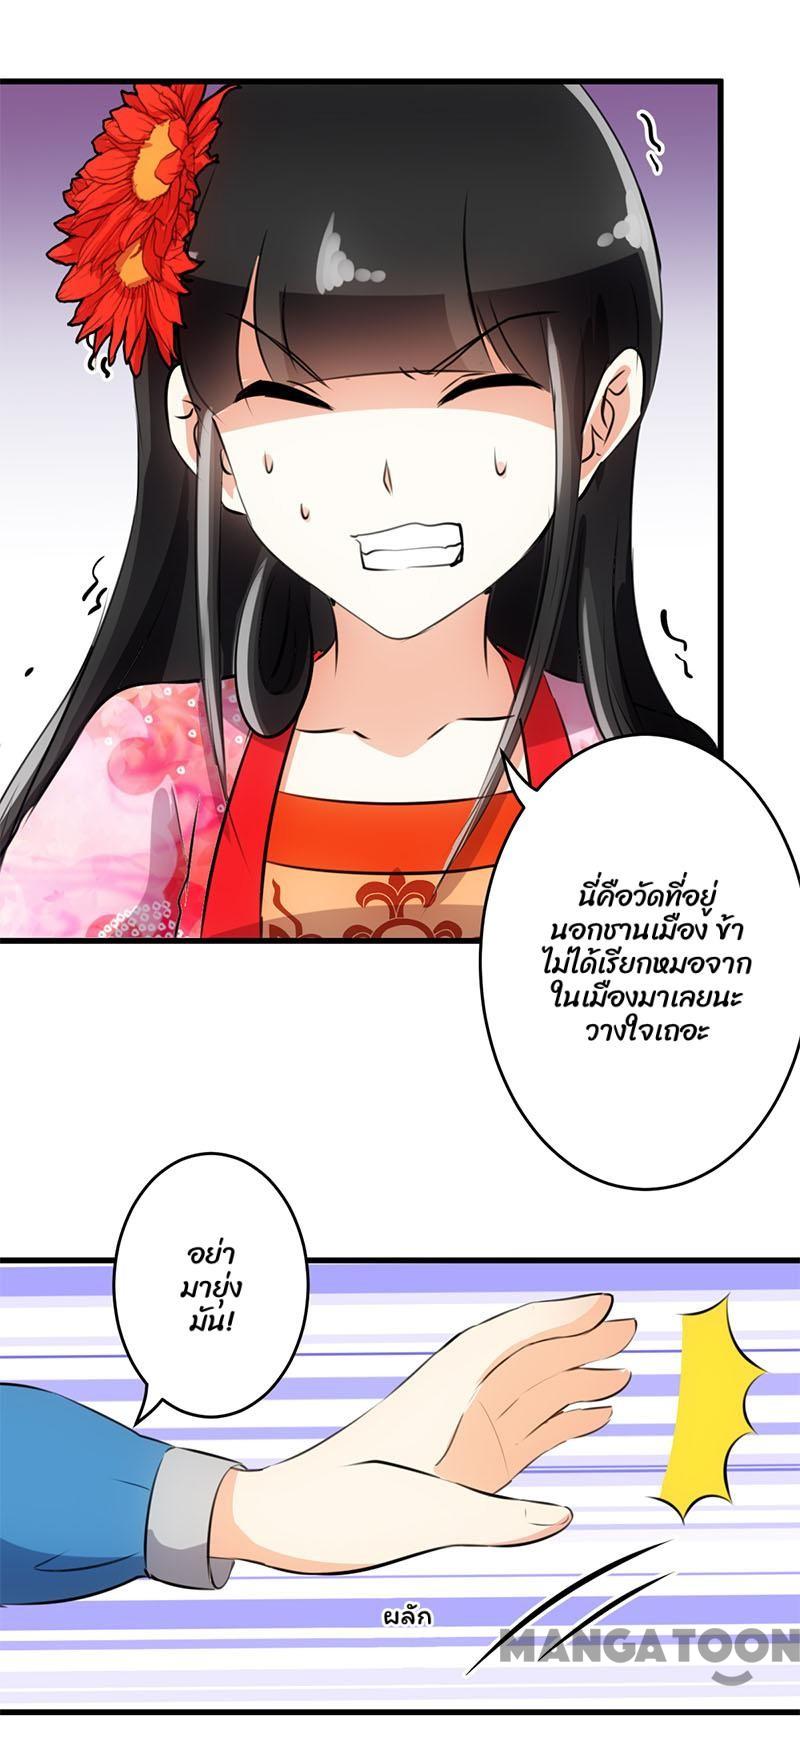 นี่คือวัดที่อยู่
นอกชานเมือง ข้า
ไม่ได้เรียกหมอจาก
ในเมืองมาเลยนะ
วางใจเถอะ
อย่า
มายุ่ง
มัน!
ผลัก
MANGATOON